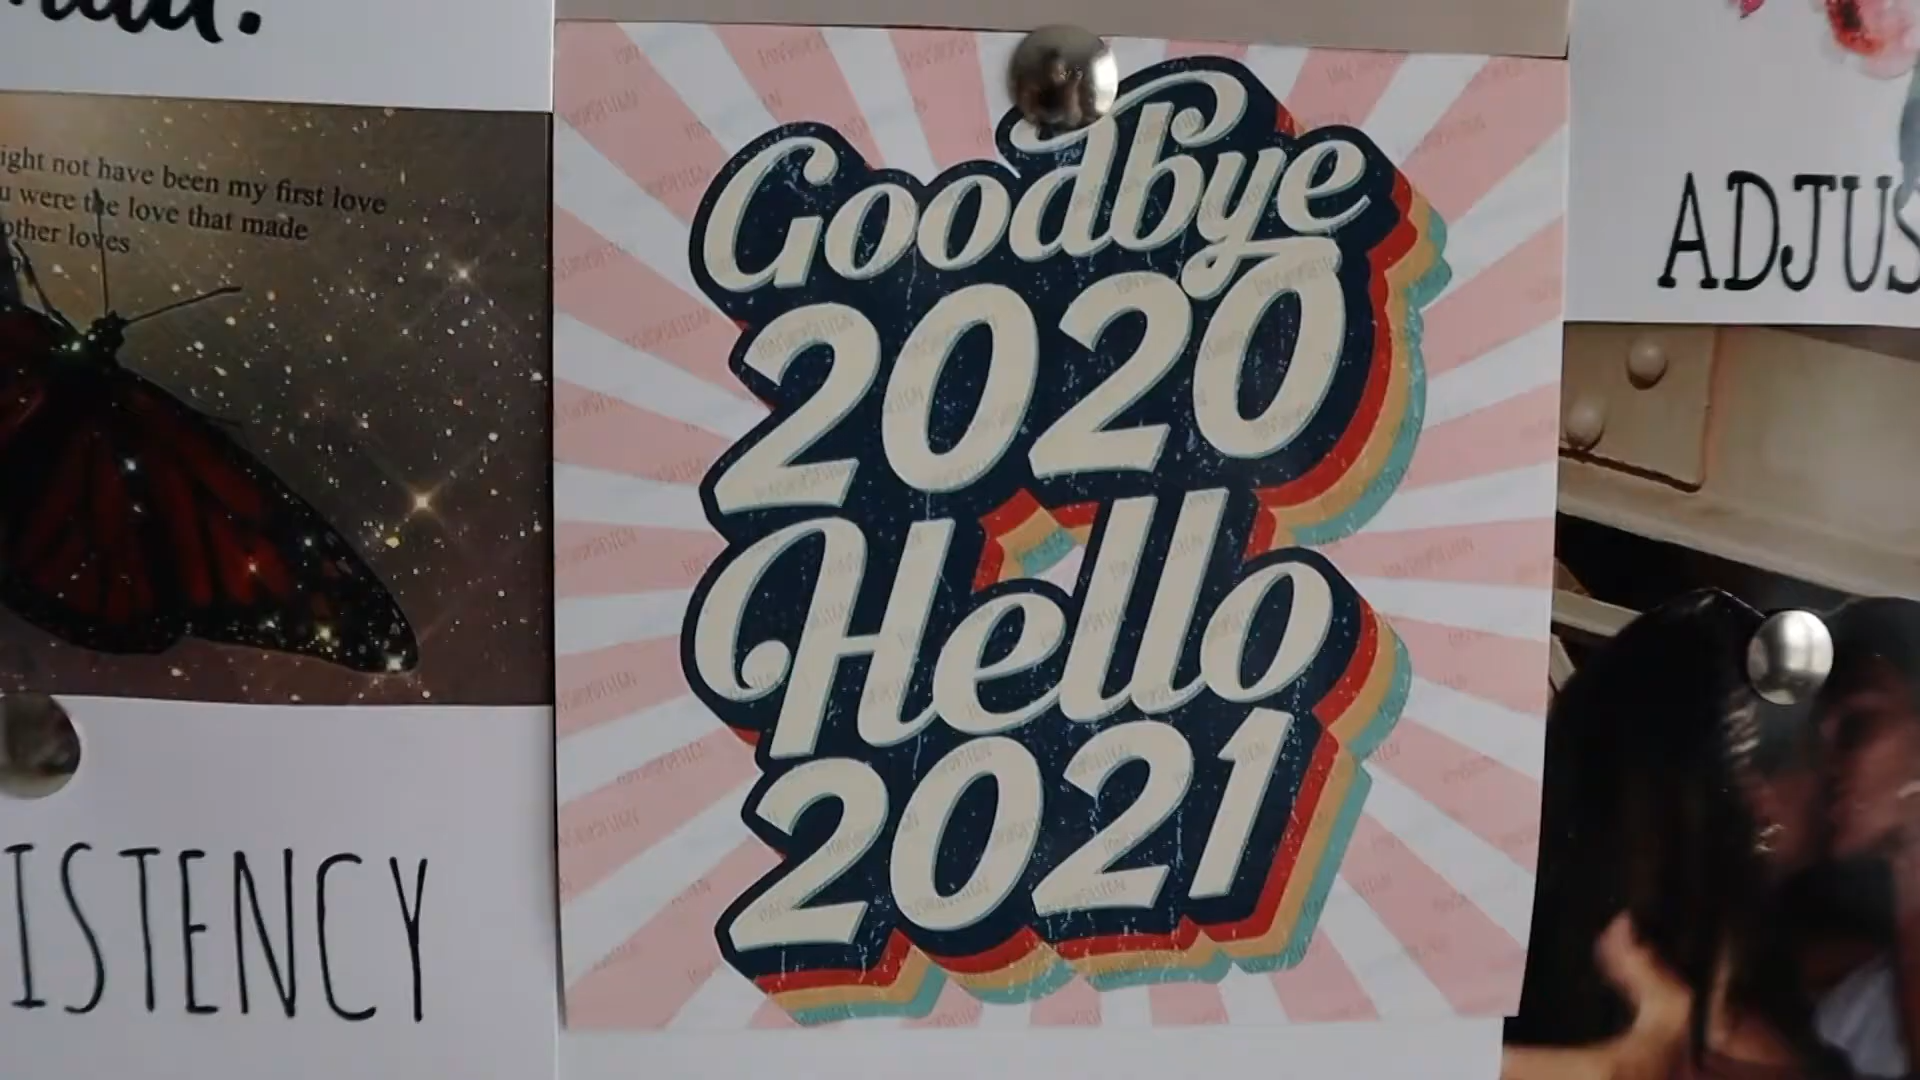 ight not have been my first love
u were the love that made
other loves
ISTENCY
Goodbye
2020
Hello
2021
ADJUS